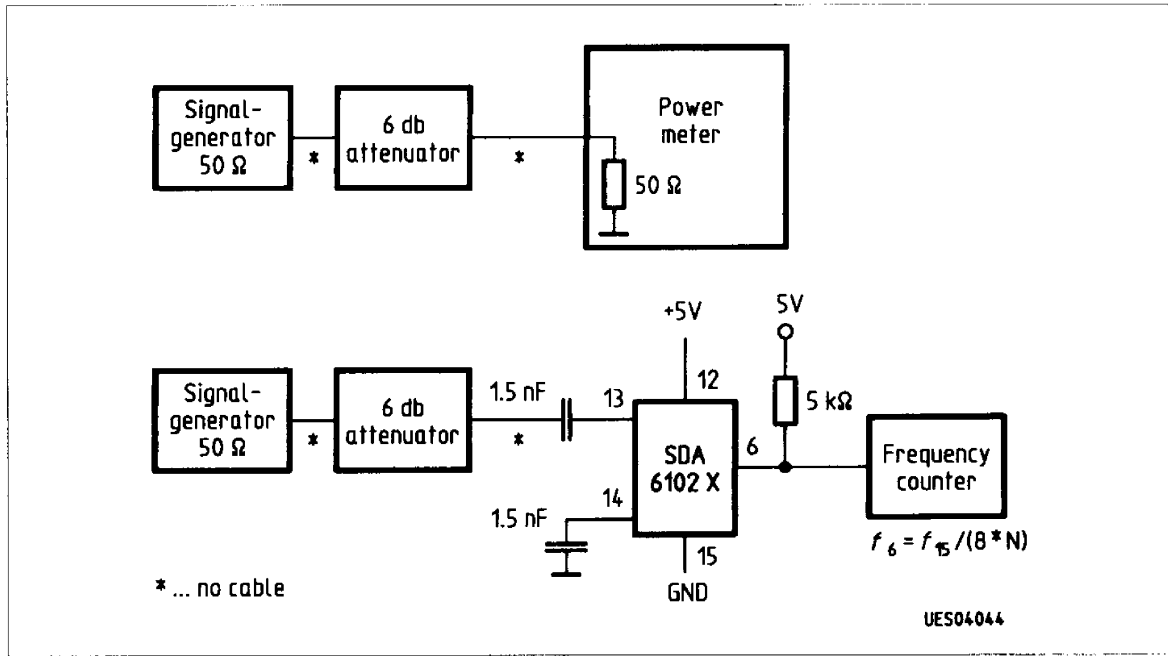 Signal-
generator
50 Ω
*
6 db
attenuator
*
Power
meter
50 Ω
Signal-
generator
50 Ω
*
6 db
attenuator
1.5 nF
*
13
+5V
12
5V
5 kΩ
SDA
6102 X
6
Frequency
counter
14
1.5 nF
15
GND
f6 = f15/(8*N)
* ... no cable
UES04044